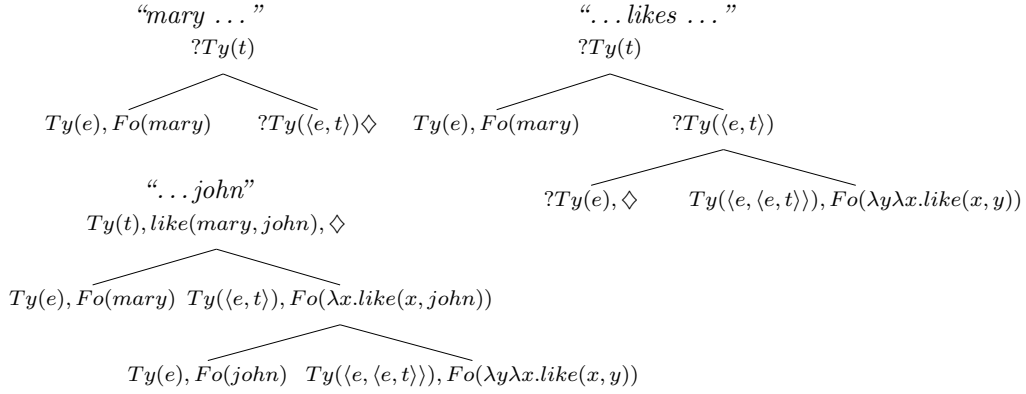 “mary . . . ”
?Ty(t)
Ty(e), Fo(mary)
?Ty(⟨e, t⟩)♢
“. . . likes . . . ”
?Ty(t)
Ty(e), Fo(mary)
?Ty(⟨e, t⟩)
?Ty(e), ♢
Ty(⟨e, ⟨e, t⟩⟩), Fo(λyλx.like(x, y))
“. . . john”
Ty(t), like(mary, john), ♢
Ty(e), Fo(mary)
Ty(⟨e, t⟩), Fo(λx.like(x, john))
Ty(e), Fo(john)
Ty(⟨e, ⟨e, t⟩⟩), Fo(λyλx.like(x, y))